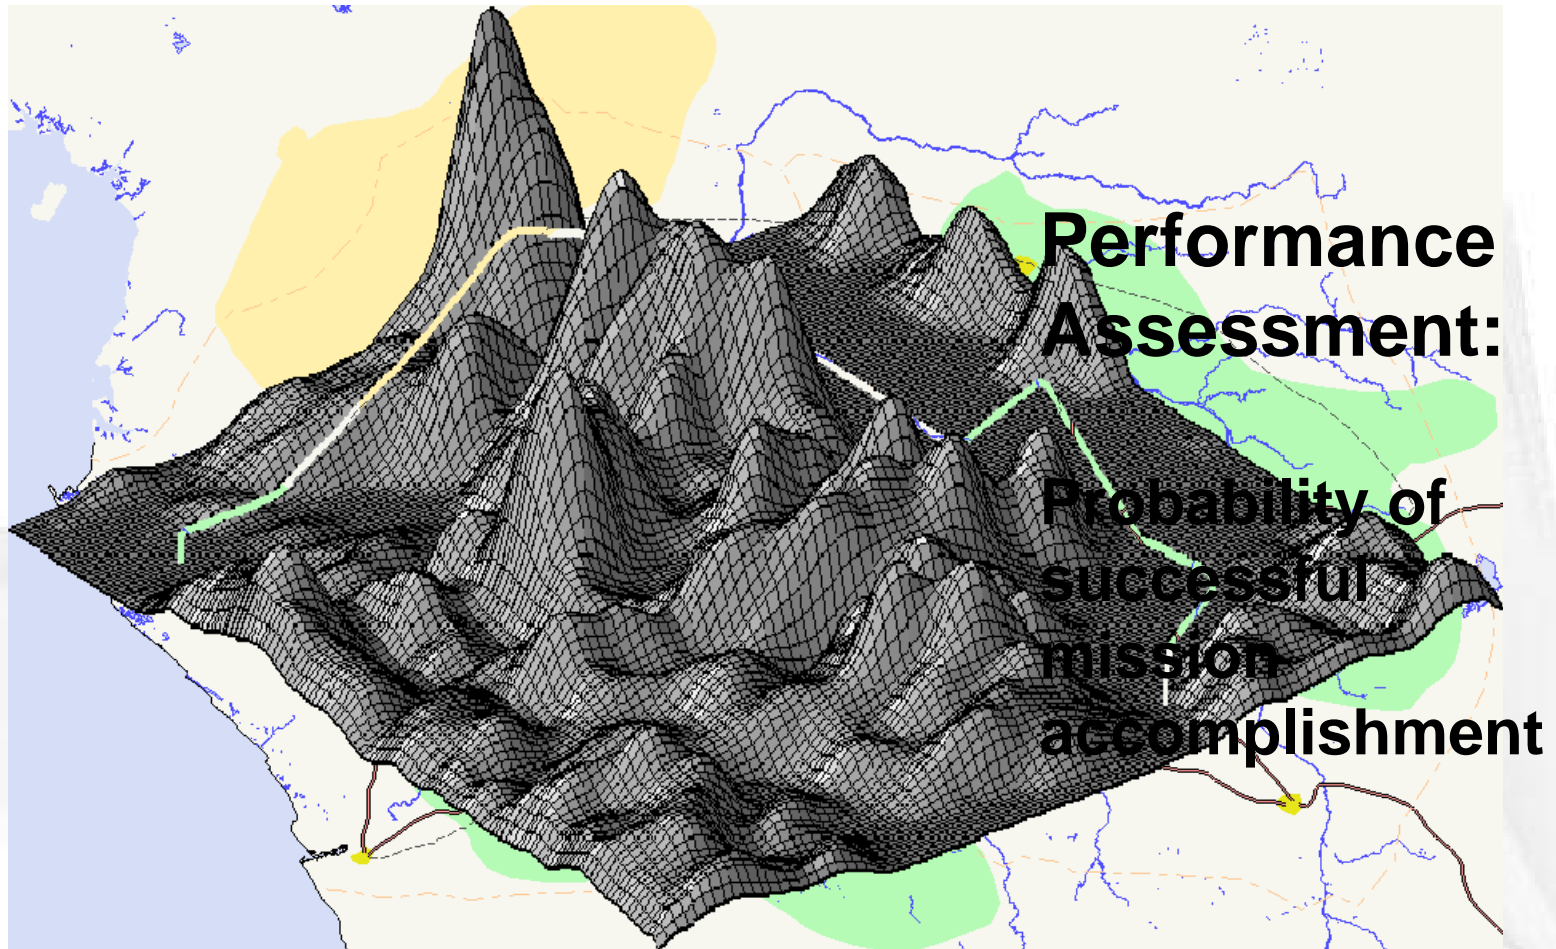 Performance
Assessment:
Probability of
successful
mission
accomplishment